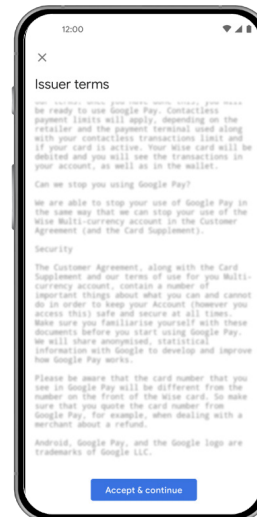 12:00
Issuer terms
be ready to use Google Pay. Contactless
payment limits will apply, depending on the
retailer and the payment terminal used along
with your contactless transactions limit and
if your card is active. Your Wise card will be
debited and you will see the transactions in
your account, as well as in the wallet.
Can we stop you using Google Pay?
We are able to stop your use of Google Pay in
the same way that we can stop your use of the
Wise Multi-currency account in the Customer
Agreement (and the Card Supplement).
Security
The Customer Agreement, along with the Card
Supplement and our terms of use for you Multi-
currency account, contain a number of
important things about what you can and cannot
do in order to keep your Account (however you
access this) safe and secure at all times.
Make sure you familiarise yourself with these
documents before you start using Google Pay.
We will share anonymised, statistical
information with Google to develop and improve
how Google Pay works.
Please be aware that the card number that you
see in Google Pay will be different from the
number on the front of the Wise card. So make
sure that you quote the card number from
Google Pay, for example, when dealing with a
merchant about a refund.
Android, Google Pay, and the Google logo are
trademarks of Google LLC.
Accept & continue